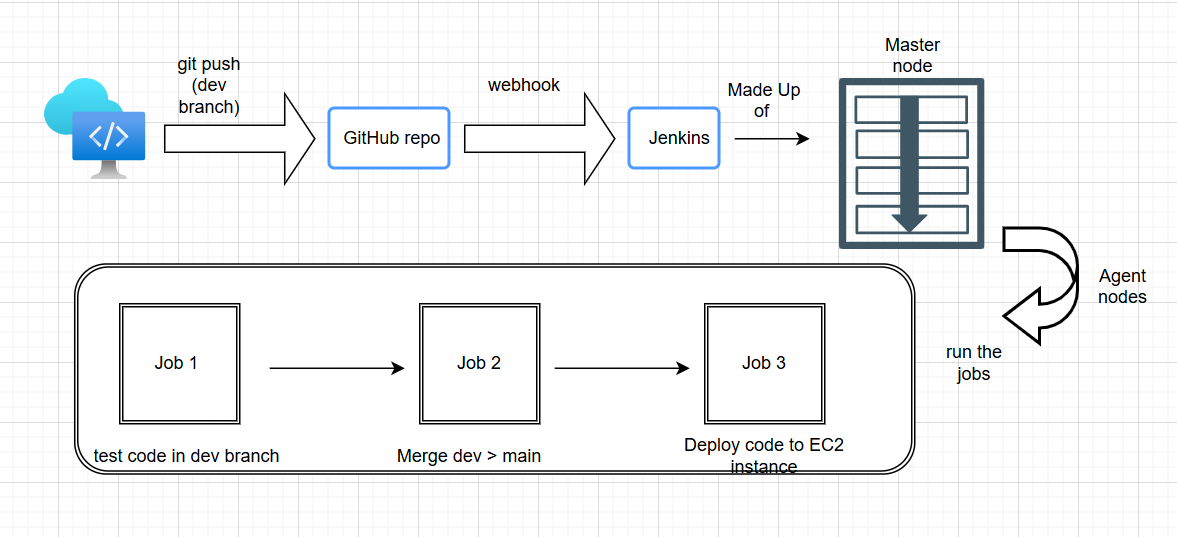 git push
(dev
branch)
GitHub repo
webhook
Jenkins
Made Up
of
Master
node
Agent
nodes
run the
jobs
Job 1
test code in dev branch
Job 2
Merge dev > main
Job 3
Deploy code to EC2
instance